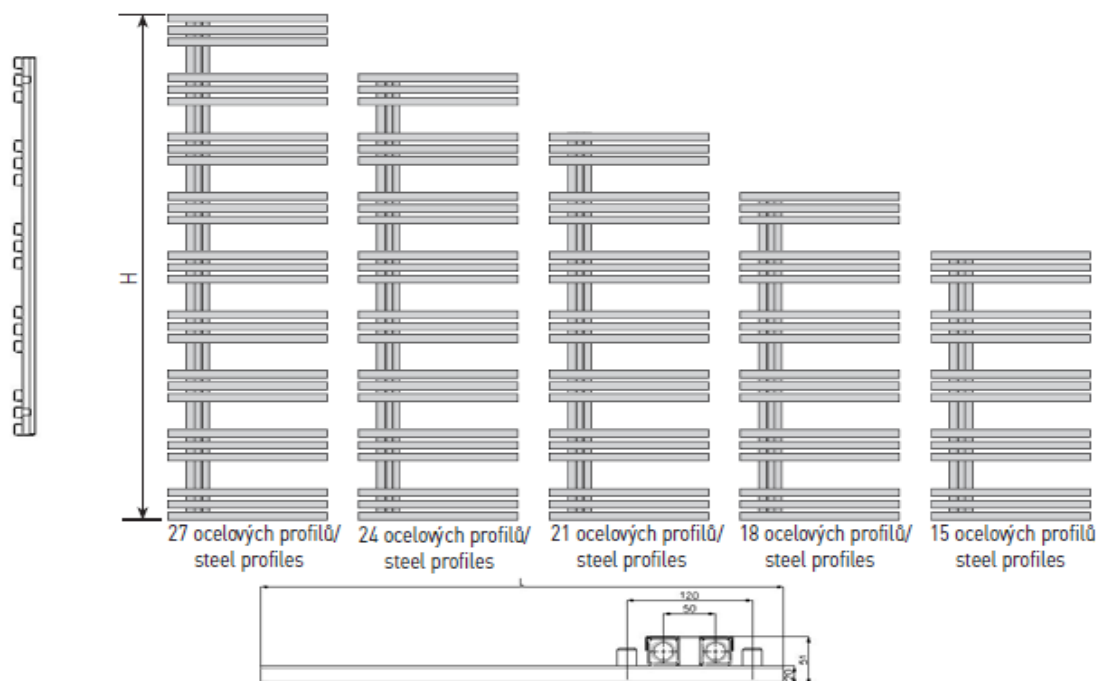 H
27 ocelových profilů/
steel profiles
24 ocelových profilů/
steel profiles
21 ocelových profilů/
steel profiles
18 ocelových profilů/
steel profiles
15 ocelových profilů
steel profiles
L
120
50
51
20